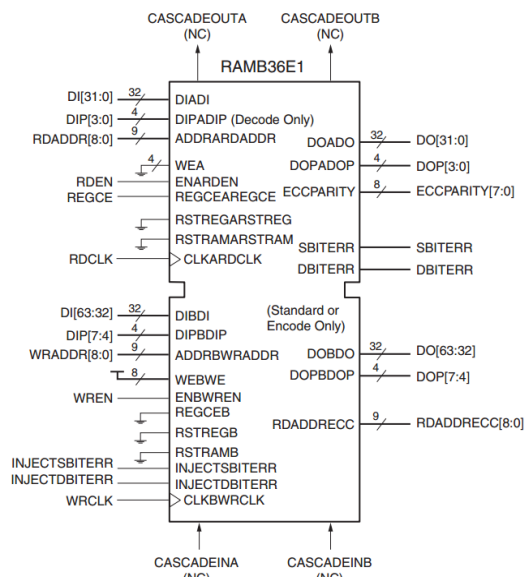 CASCADEOUTA CASCADEOUTB
(NC) (NC)
RAMB36E1
DI[31:0] 32 DIADI
DIP[3:0] 4 DIPADIP (Decode Only)
RDADDR[8:0] 9 ADDRARDADDR
DOADO 32 DO[31:0]
4 WEA DOPADOP 4 DOP[3:0]
RDEN ENARDEN
REGCE REGCEAREGCE ECCPARITY 8 ECCPARITY[7:0]
RSTREGARSTREG
RSTRAMARSTRAM SBITERR SBITERR
RDCLK CLKARDCLK DBITERR DBITERR
DI[63:32] 32 DIBDI (Standard or
DIP[7:4] 4 DIPBDIP Encode Only)
WRADDR[8:0] 9 ADDRBWRADDR DOBDO 32 DO[63:32]
8 WEBWE DOPBDOP 4 DOP[7:4]
WREN ENBWREN
REGCEB
RSTREGB RDADDRECC 9 RDADDRECC[8:0]
RSTRAMB
INJECTSBITERR INJECTSBITERR
INJECTDBITERR INJECTDBITERR
WRCLK CLKBWRCLK
CASCADEINA CASCADEINB
(NC) (NC)